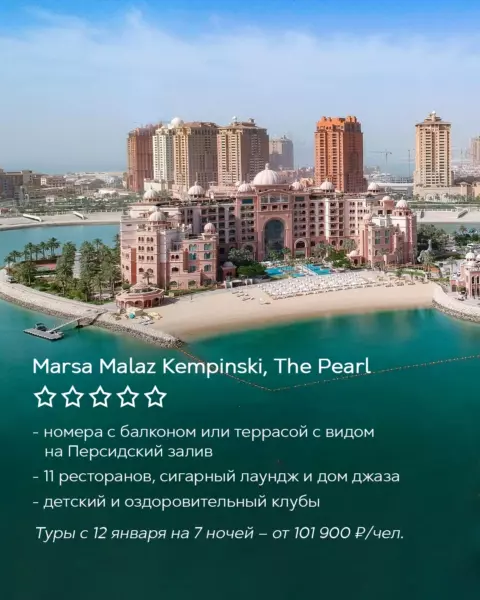 Marsa Malaz Kempinski, The Pearl
- номера с балконом или террасой с видом
на Персидский залив
- 11 ресторанов, сигарный лаундж и дом джаза
- детский и оздоровительный клубы
Туры с 12 января на 7 ночей – от 101 900 ₽/чел.